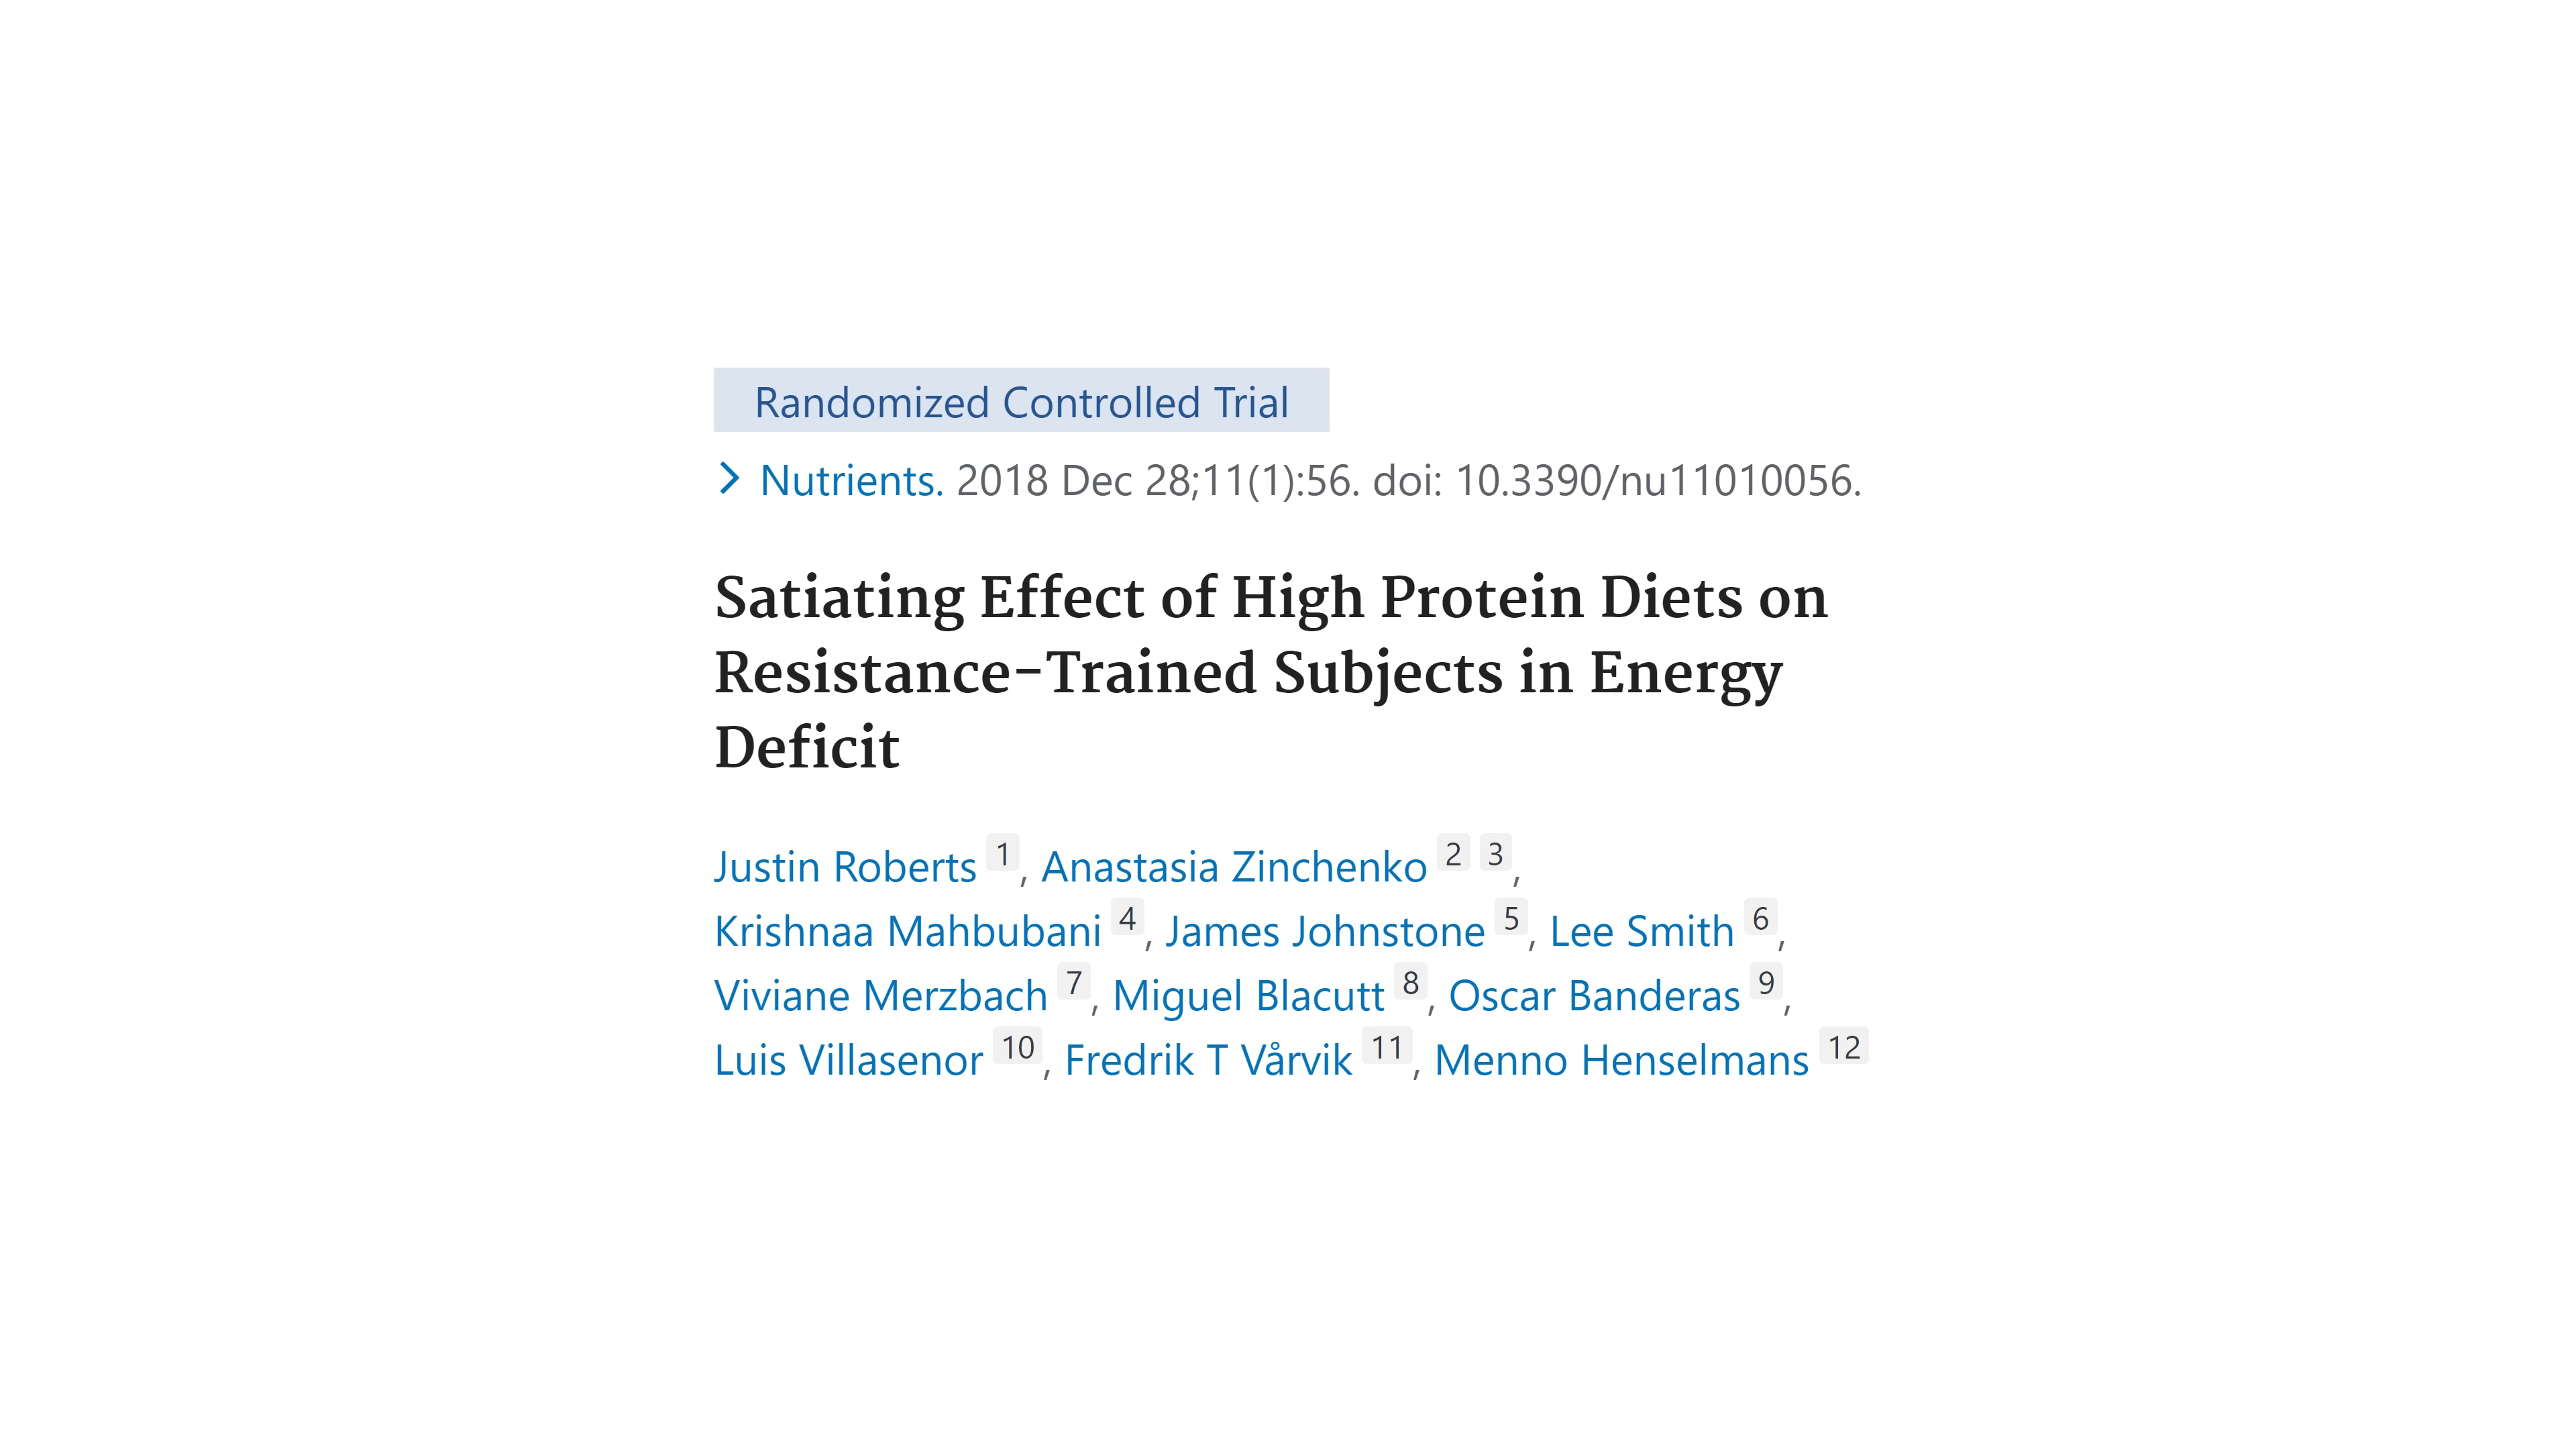 Randomized Controlled Trial
> Nutrients. 2018 Dec 28;11(1):56. doi: 10.3390/nu11010056.
Satiating Effect of High Protein Diets on
Resistance-Trained Subjects in Energy
Deficit
Justin Roberts 1, Anastasia Zinchenko 2 3,
Krishnaa Mahbubani 4, James Johnstone 5, Lee Smith 6,
Viviane Merzbach 7, Miguel Blacutt 8, Oscar Banderas 9,
Luis Villasenor 10, Fredrik T Vårvik 11, Menno Henselmans 12